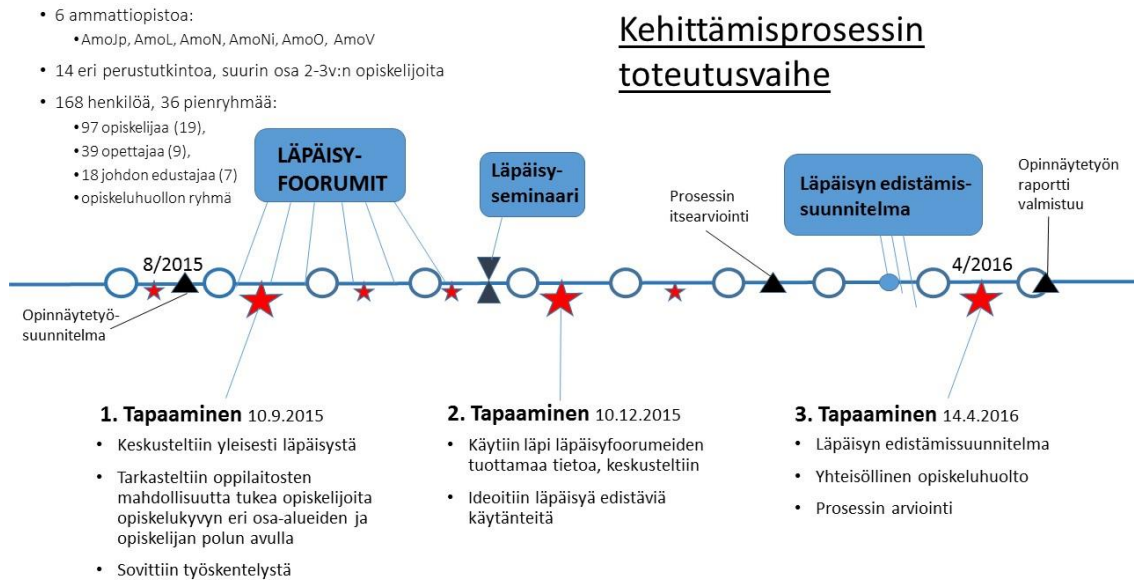 • 6 ammattiopistoa:
•AmoJp, AmoL, AmoN, AmoNi, AmoO, AmoV
• 14 eri perustutkintoa, suurin osa 2-3v:n opiskelijoita
• 168 henkilöä, 36 pienryhmää:
•97 opiskelijaa (19),
•39 opettajaa (9),
•18 johdon edustajaa (7)
•opiskeluhuollon ryhmä
Kehittämisprosessin
toteutusvaihe
LÄPÄISY-
FOORUMIT
Läpäisy-
seminaari
Prosessin
itsearviointi
Läpäisyn edistämis-
suunnitelma
Opinnäytetyön
raportti
valmistuu
8/2015
4/2016
Opinnäytetyö-
suunnitelma
1. Tapaaminen 10.9.2015
• Keskusteltiin yleisesti läpäisystä
• Tarkasteltiin oppilaitosten
mahdollisuutta tukea opiskelijoita
opiskelukyvyn eri osa-alueiden ja
opiskelijan polun avulla
• Sovittiin työskentelystä
2. Tapaaminen 10.12.2015
• Käytiin läpi läpäisyfoorumeiden
tuottamaa tietoa, keskusteltiin
• Ideoitiin läpäisyä edistäviä
käytänteitä
3. Tapaaminen 14.4.2016
• Läpäisyn edistämissuunnitelma
• Yhteisöllinen opiskeluhuolto
• Prosessin arviointi